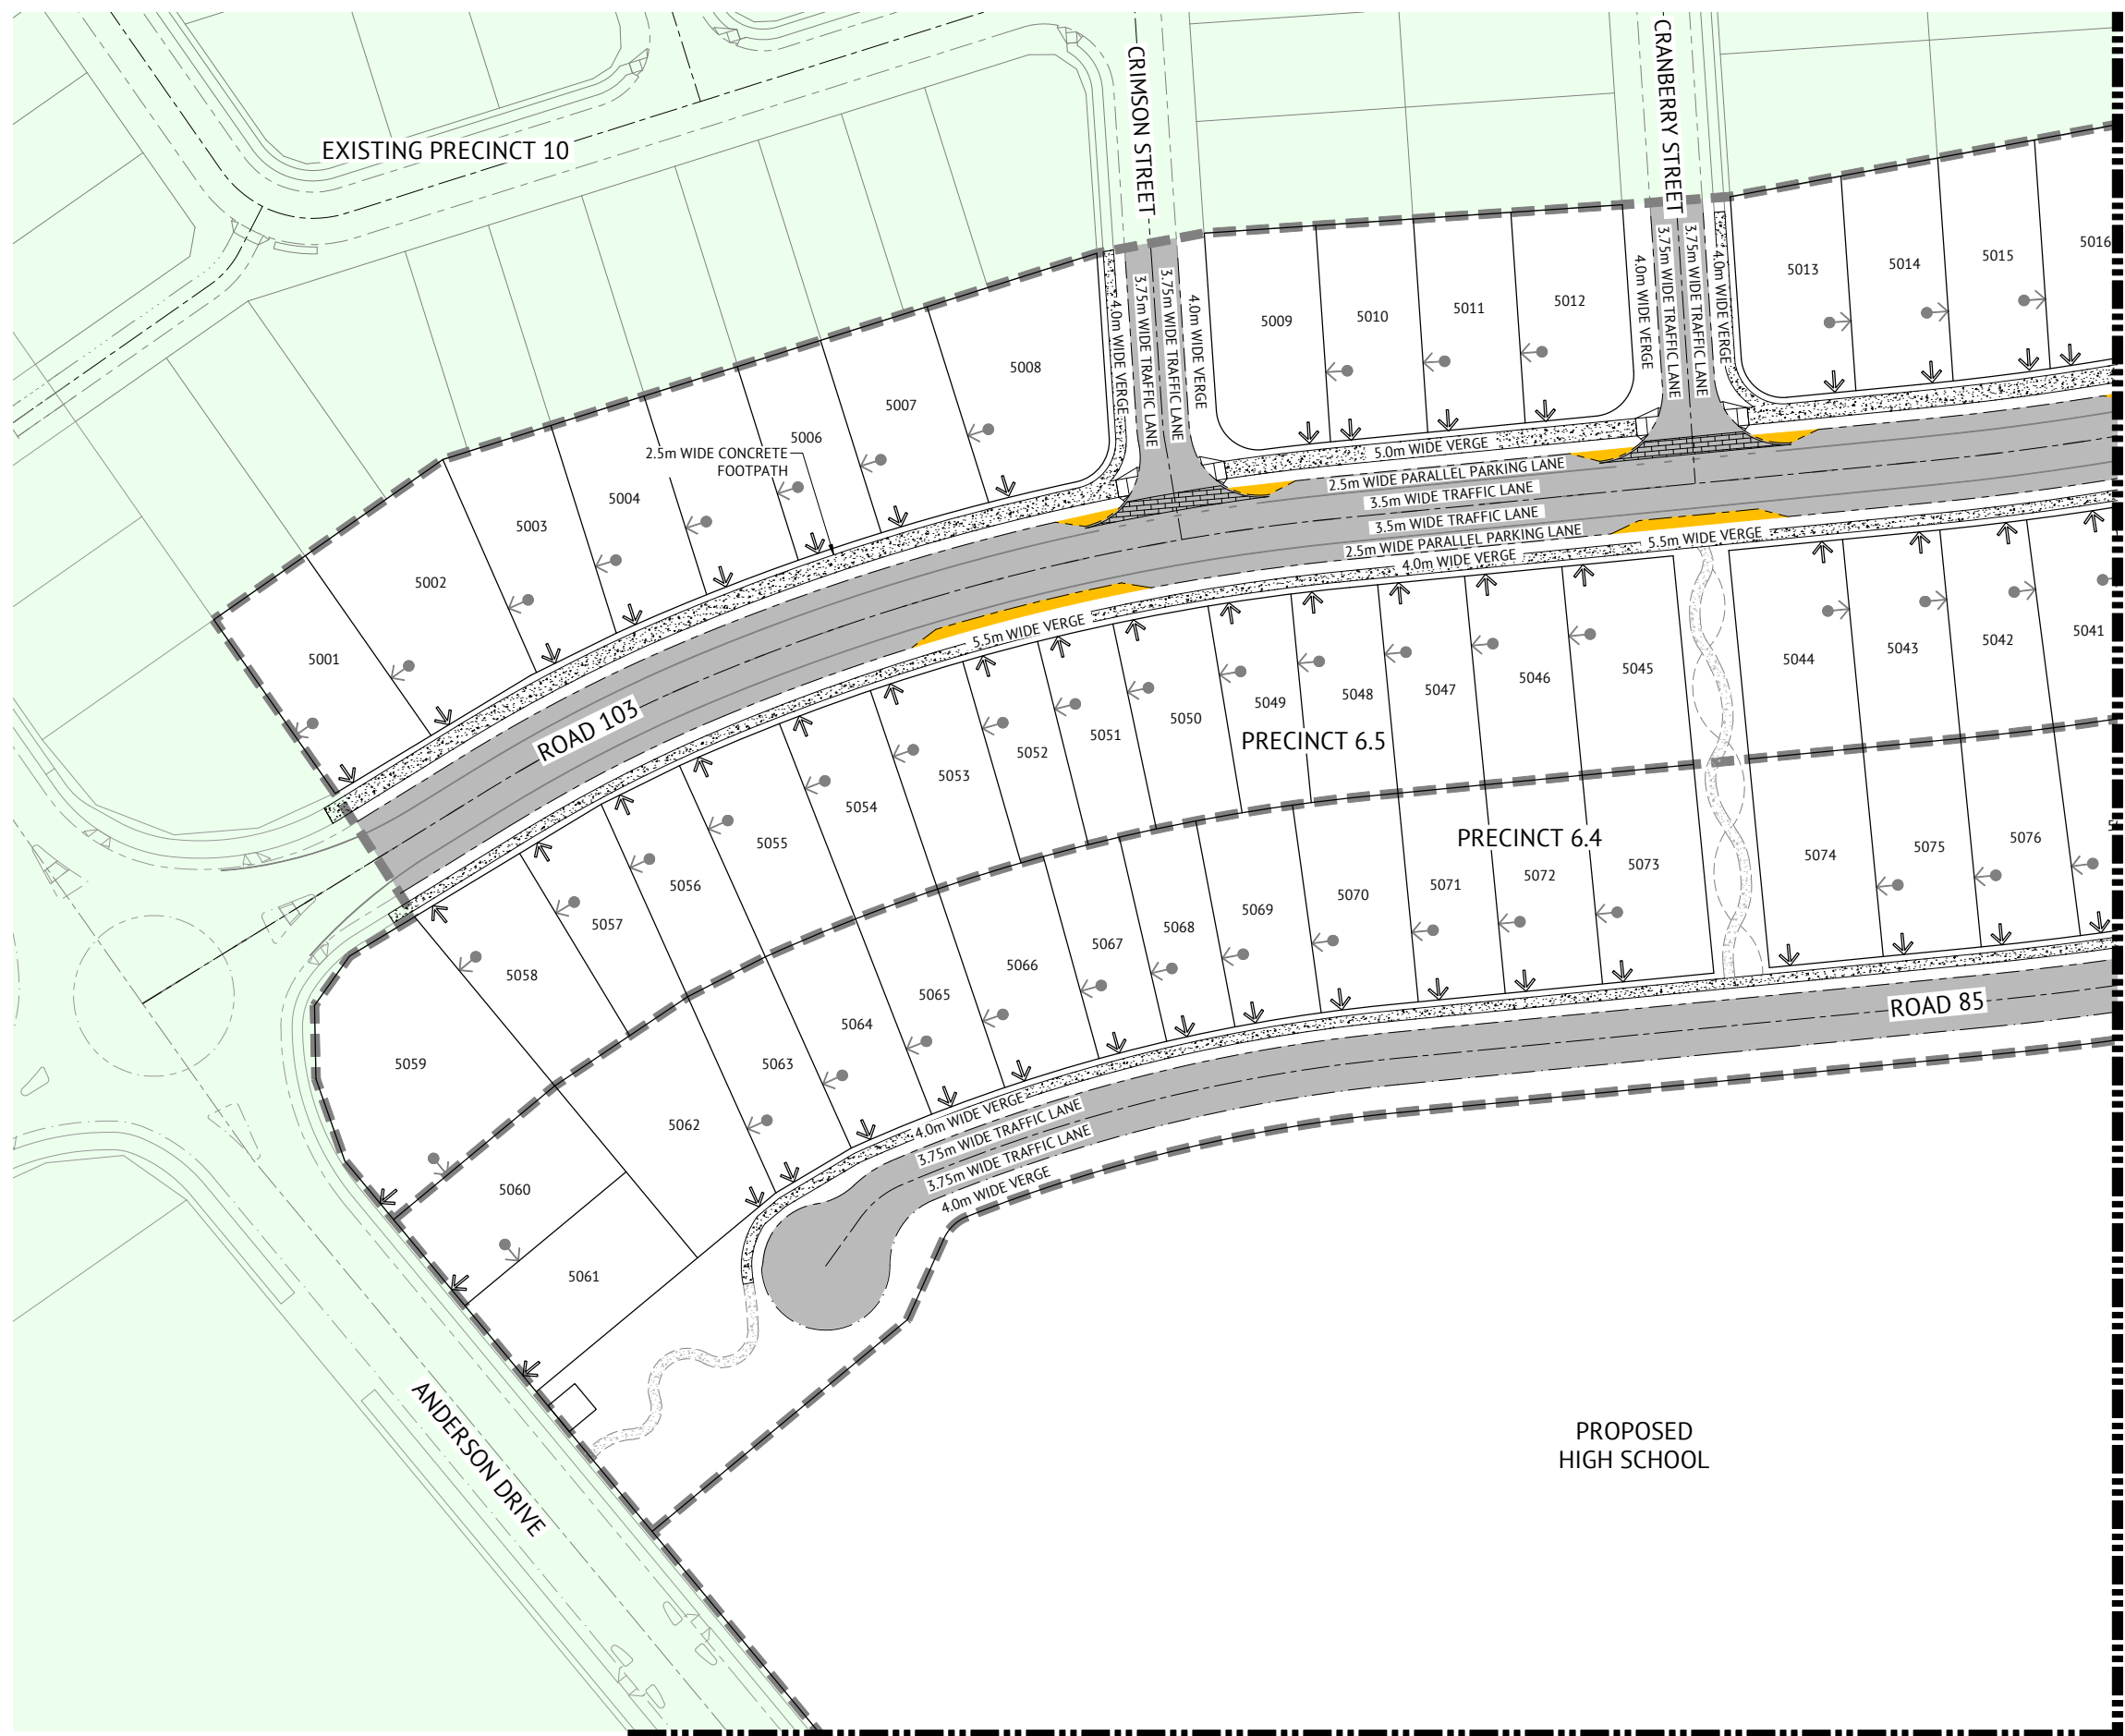 EXISTING PRECINCT 10
CRIMSON STREET
CRANBERRY STREET
4.0m WIDE VERGE
3.75m WIDE TRAFFIC LANE
3.75m WIDE TRAFFIC LANE
4.0m WIDE VERGE
4.0m WIDE VERGE
3.75m WIDE TRAFFIC LANE
3.75m WIDE TRAFFIC LANE
4.0m WIDE VERGE
5001
5002
5003
5004
5006
5007
5008
5009
5010
5011
5012
5013
5014
5015
5016
2.5m WIDE CONCRETE
FOOTPATH
5.0m WIDE VERGE
2.5m WIDE PARALLEL PARKING LANE
3.5m WIDE TRAFFIC LANE
3.5m WIDE TRAFFIC LANE
2.5m WIDE PARALLEL PARKING LANE
4.0m WIDE VERGE
5.5m WIDE VERGE
5.5m WIDE VERGE
ROAD 103
5059
5058
5057
5056
5055
5054
5053
5052
5051
5050
5049
5048
5047
5046
5045
5044
5043
5042
5041
PRECINCT 6.5
PRECINCT 6.4
5060
5061
5062
5063
5064
5065
5066
5067
5068
5069
5070
5071
5072
5073
5074
5075
5076
ROAD 85
4.0m WIDE VERGE
3.75m WIDE TRAFFIC LANE
3.75m WIDE TRAFFIC LANE
4.0m WIDE VERGE
ANDERSON DRIVE
PROPOSED
HIGH SCHOOL